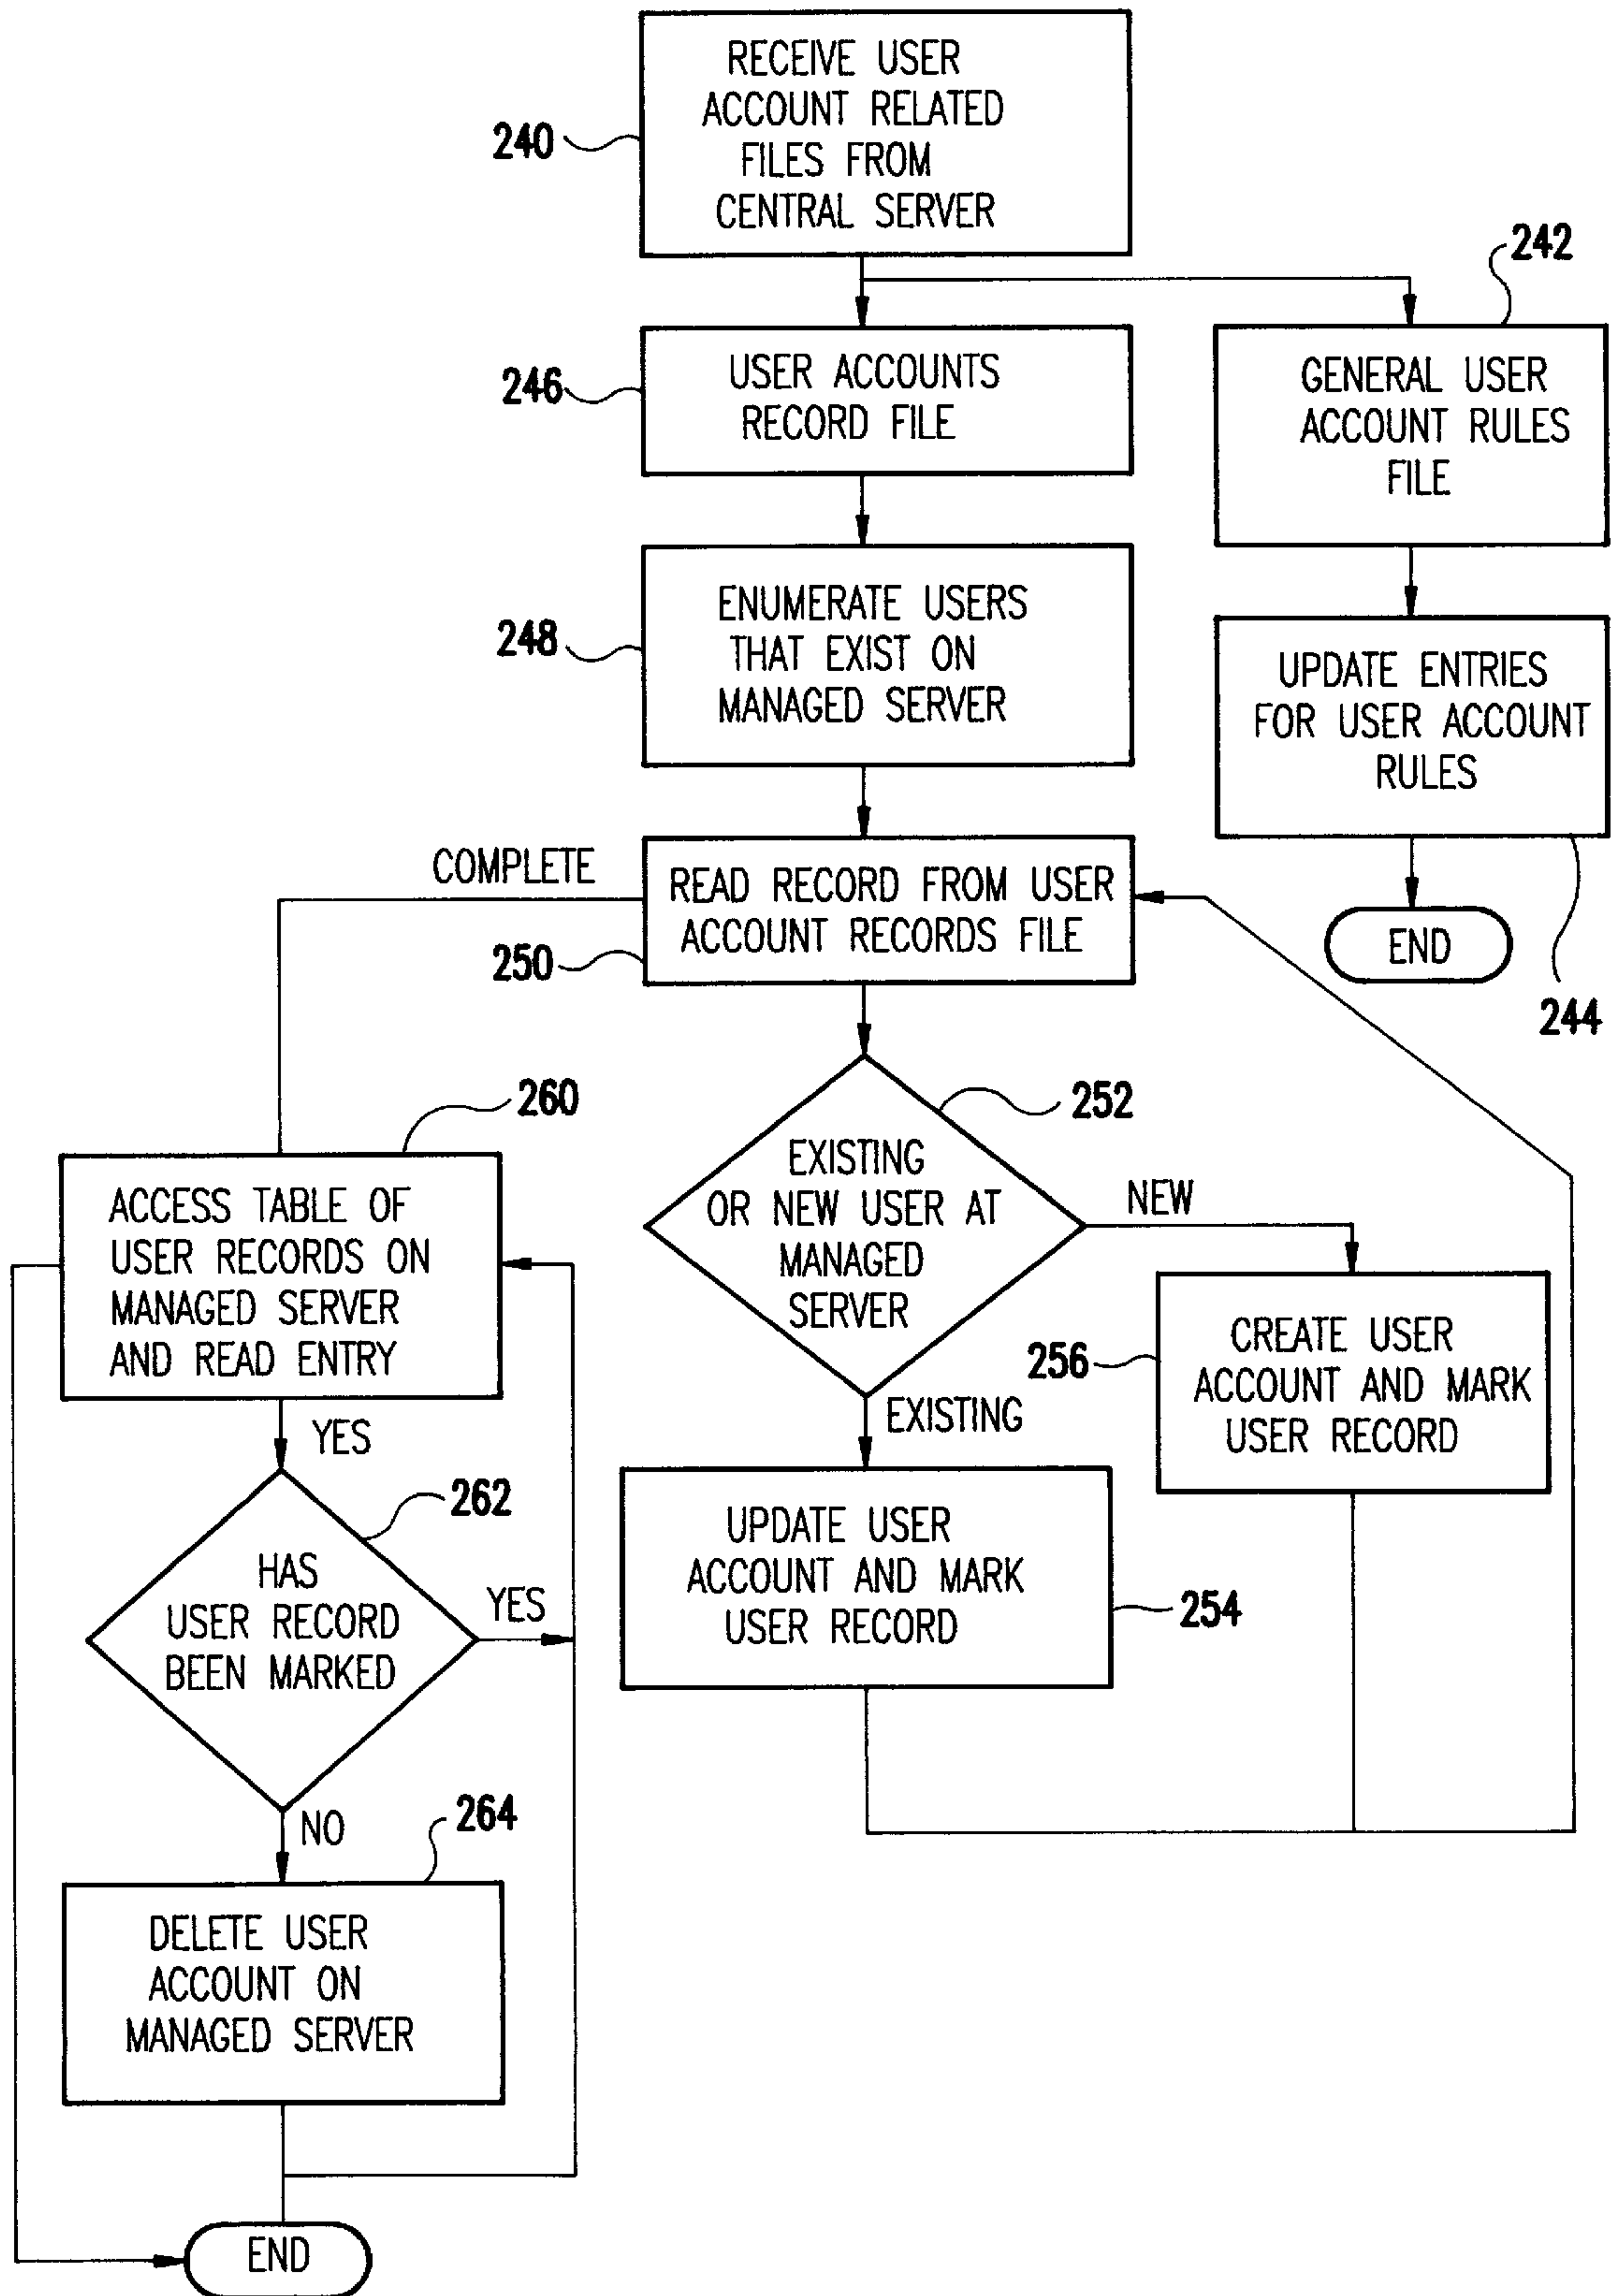 RECEIVE USER
ACCOUNT RELATED
FILES FROM
CENTRAL SERVER
240
242
USER ACCOUNTS
RECORD FILE
246
GENERAL USER
ACCOUNT RULES
FILE
ENUMERATE USERS
THAT EXIST ON
MANAGED SERVER
248
UPDATE ENTRIES
FOR USER ACCOUNT
RULES
244
END
COMPLETE
READ RECORD FROM USER
ACCOUNT RECORDS FILE
250
252
EXISTING
OR NEW USER AT
MANAGED
SERVER
NEW
EXISTING
256
CREATE USER
ACCOUNT AND MARK
USER RECORD
UPDATE USER
ACCOUNT AND MARK
USER RECORD
254
260
ACCESS TABLE OF
USER RECORDS ON
MANAGED SERVER
AND READ ENTRY
YES
262
HAS
USER RECORD
BEEN MARKED
YES
NO
264
DELETE USER
ACCOUNT ON
MANAGED SERVER
END